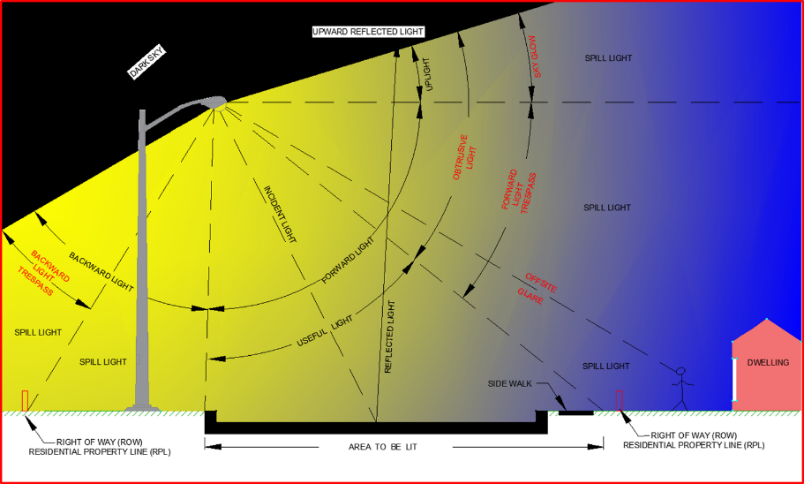 UPWARD REFLECTED LIGHT
DARK SKY
SKY GLOW
SPILL LIGHT
UPLIGHT
OBTRUSIVE
LIGHT
FORWARD
LIGHT
TRESPASS
SPILL LIGHT
INCIDENT LIGHT
FORWARD LIGHT
BACKWARD LIGHT
BACKWARD
LIGHT
TRESPASS
OFFSITE
GLARE
USEFUL LIGHT
REFLECTED LIGHT
SPILL LIGHT
SPILL LIGHT
SPILL LIGHT
DWELLING
SIDE WALK
RIGHT OF WAY (ROW)
RESIDENTIAL PROPERTY LINE (RPL)
AREA TO BE LIT
RIGHT OF WAY (ROW)
RESIDENTIAL PROPERTY LINE (RPL)